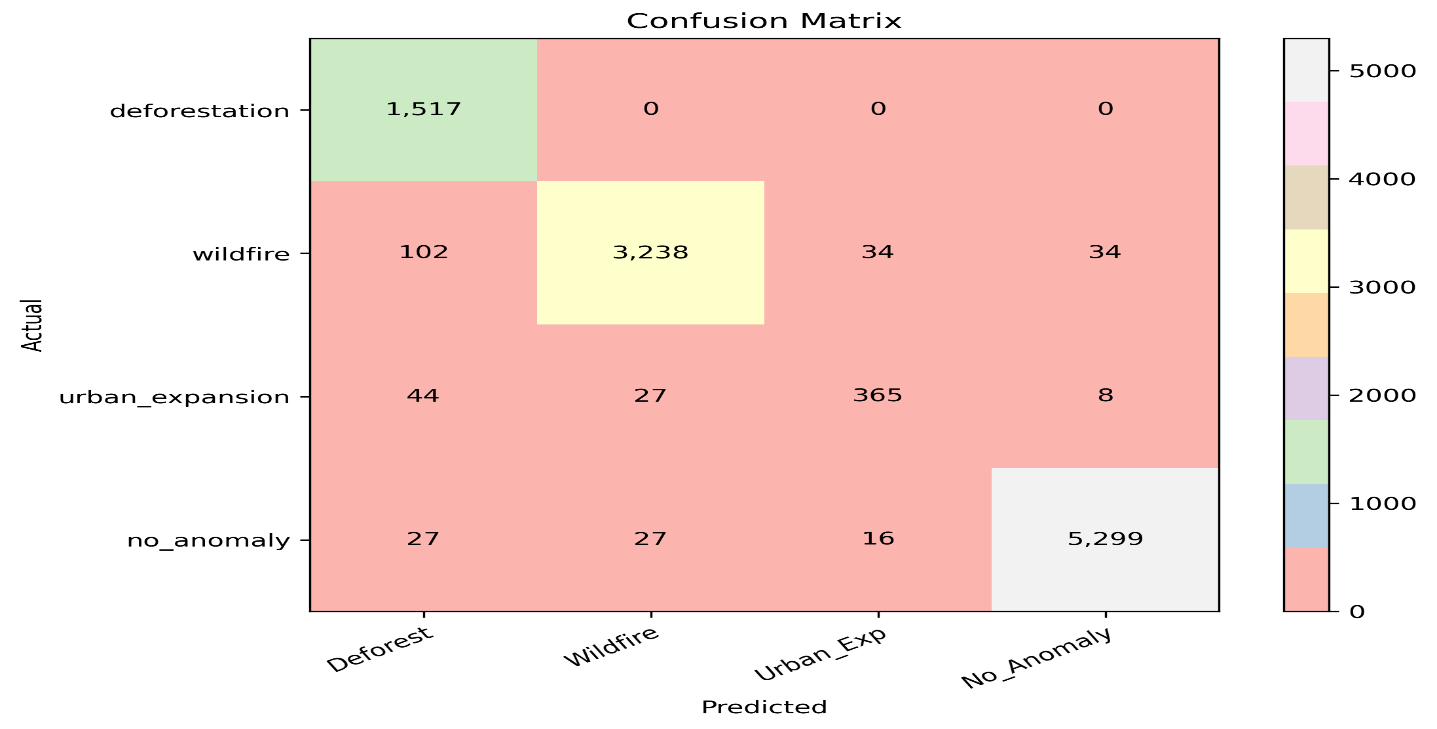 Confusion Matrix
deforestation 1,517 0 0 0
wildfire 102 3,238 34 34
urban_expansion 44 27 365 8
no_anomaly 27 27 16 5,299
Actual
Deforest Wildfire Urban_Exp No_Anomaly
Predicted
5000
4000
3000
2000
1000
0